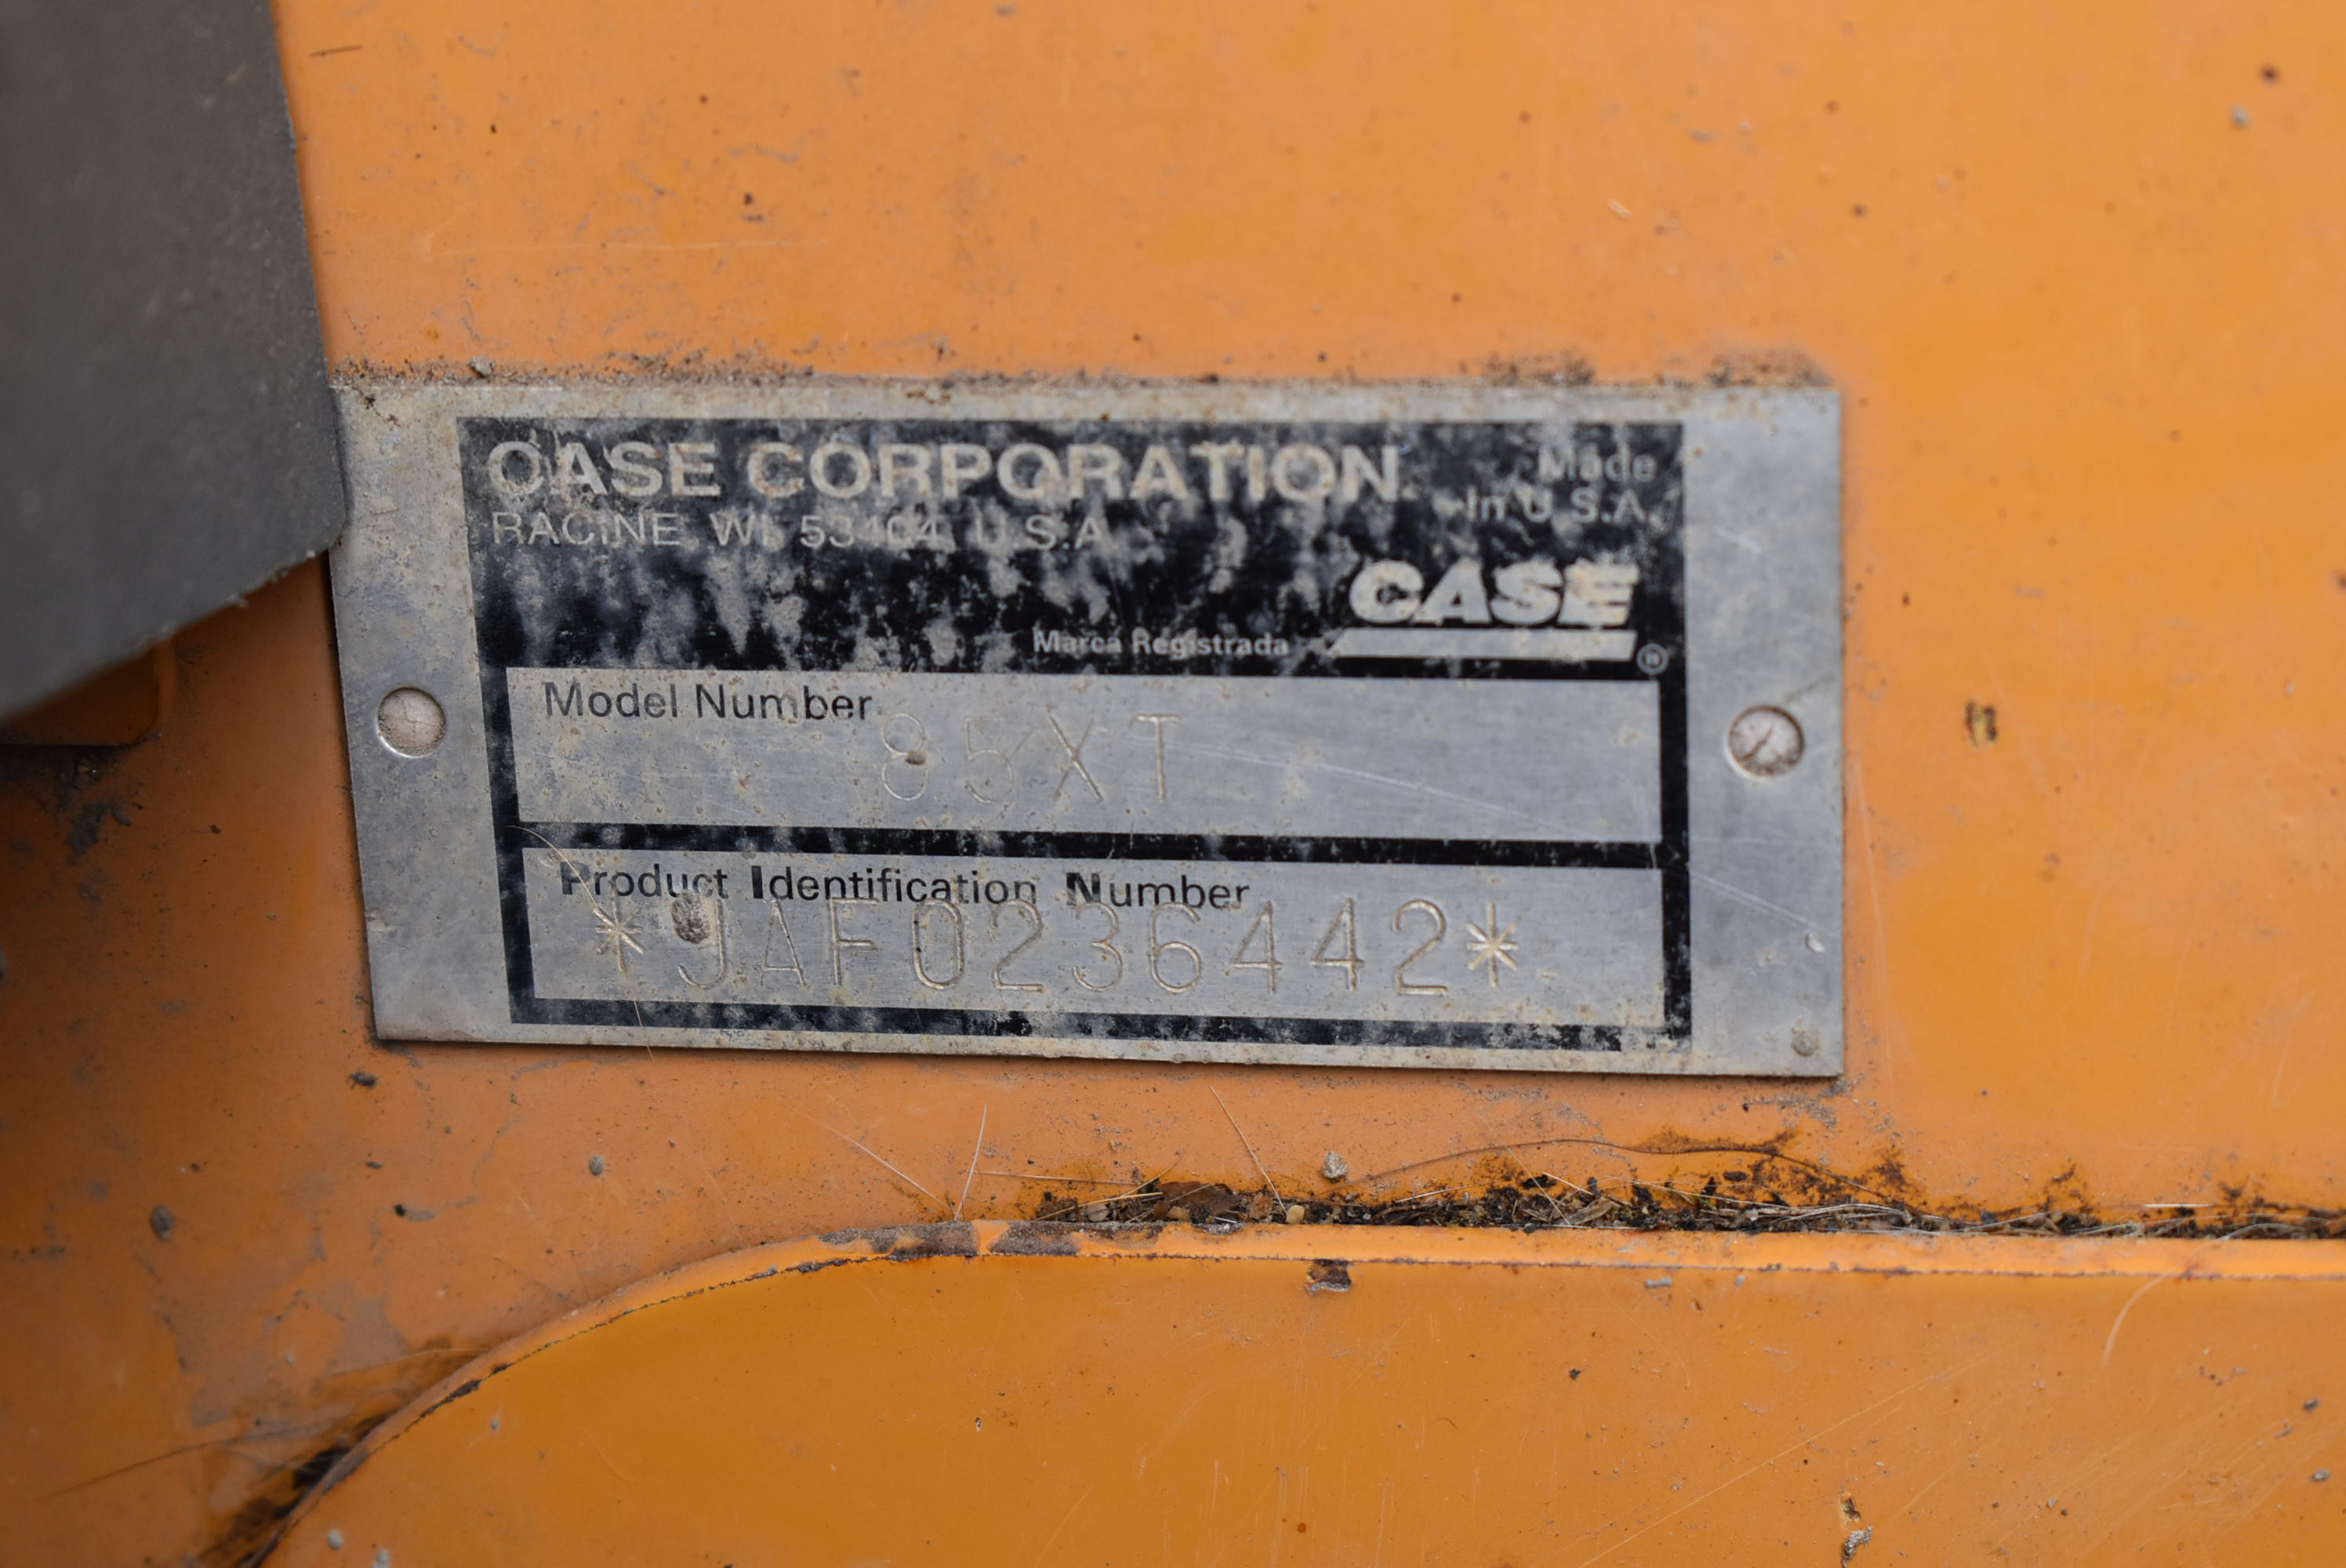 CASE CORPORATION
RACINE WI 53404 U.S.A.
Made
In U.S.A.
CASE
Marca Registrada ®
Model Number
85XT
Product Identification Number
*JAF0236442*